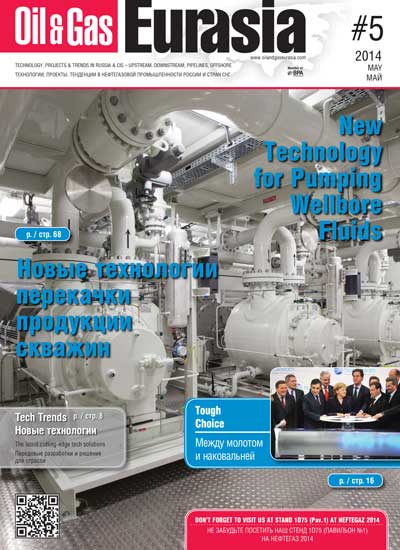 Oil & Gas Eurasia
#5
www.oilandgaseurasia.com
2014
MAY
МАЙ
Member of
BPA
TECHNOLOGY, PROJECTS & TRENDS IN RUSSIA & CIS – UPSTREAM, DOWNSTREAM, PIPELINES, OFFSHORE
ТЕХНОЛОГИИ, ПРОЕКТЫ, ТЕНДЕНЦИИ В НЕФТЕГАЗОВОЙ ПРОМЫШЛЕННОСТИ РОССИИ И СТРАН СНГ
New
Technology
for Pumping
Wellbore
Fluids
p. / стр. 68
Новые технологии
перекачки
продукции
скважин
Tech Trends p. / стр. 8
Новые технологии
The latest cutting-edge tech solutions
Передовые разработки и решения
для отрасли
Tough
Choice
Между молотом
и наковальней
p. / стр. 16
DON'T FORGET TO VISIT US AT STAND 1075 (Pav.1) AT NEFTEGAZ 2014
НЕ ЗАБУДЬТЕ ПОСЕТИТЬ НАШ СТЕНД 1075 (ПАВИЛЬОН №1)
НА НЕФТЕГАЗ 2014